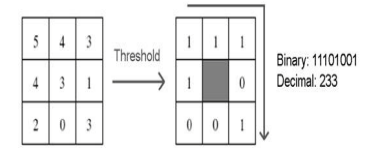 5 4 3
4 3 1
2 0 3
Threshold
1 1 1
1 0
0 0 1
Binary: 11101001
Decimal: 233